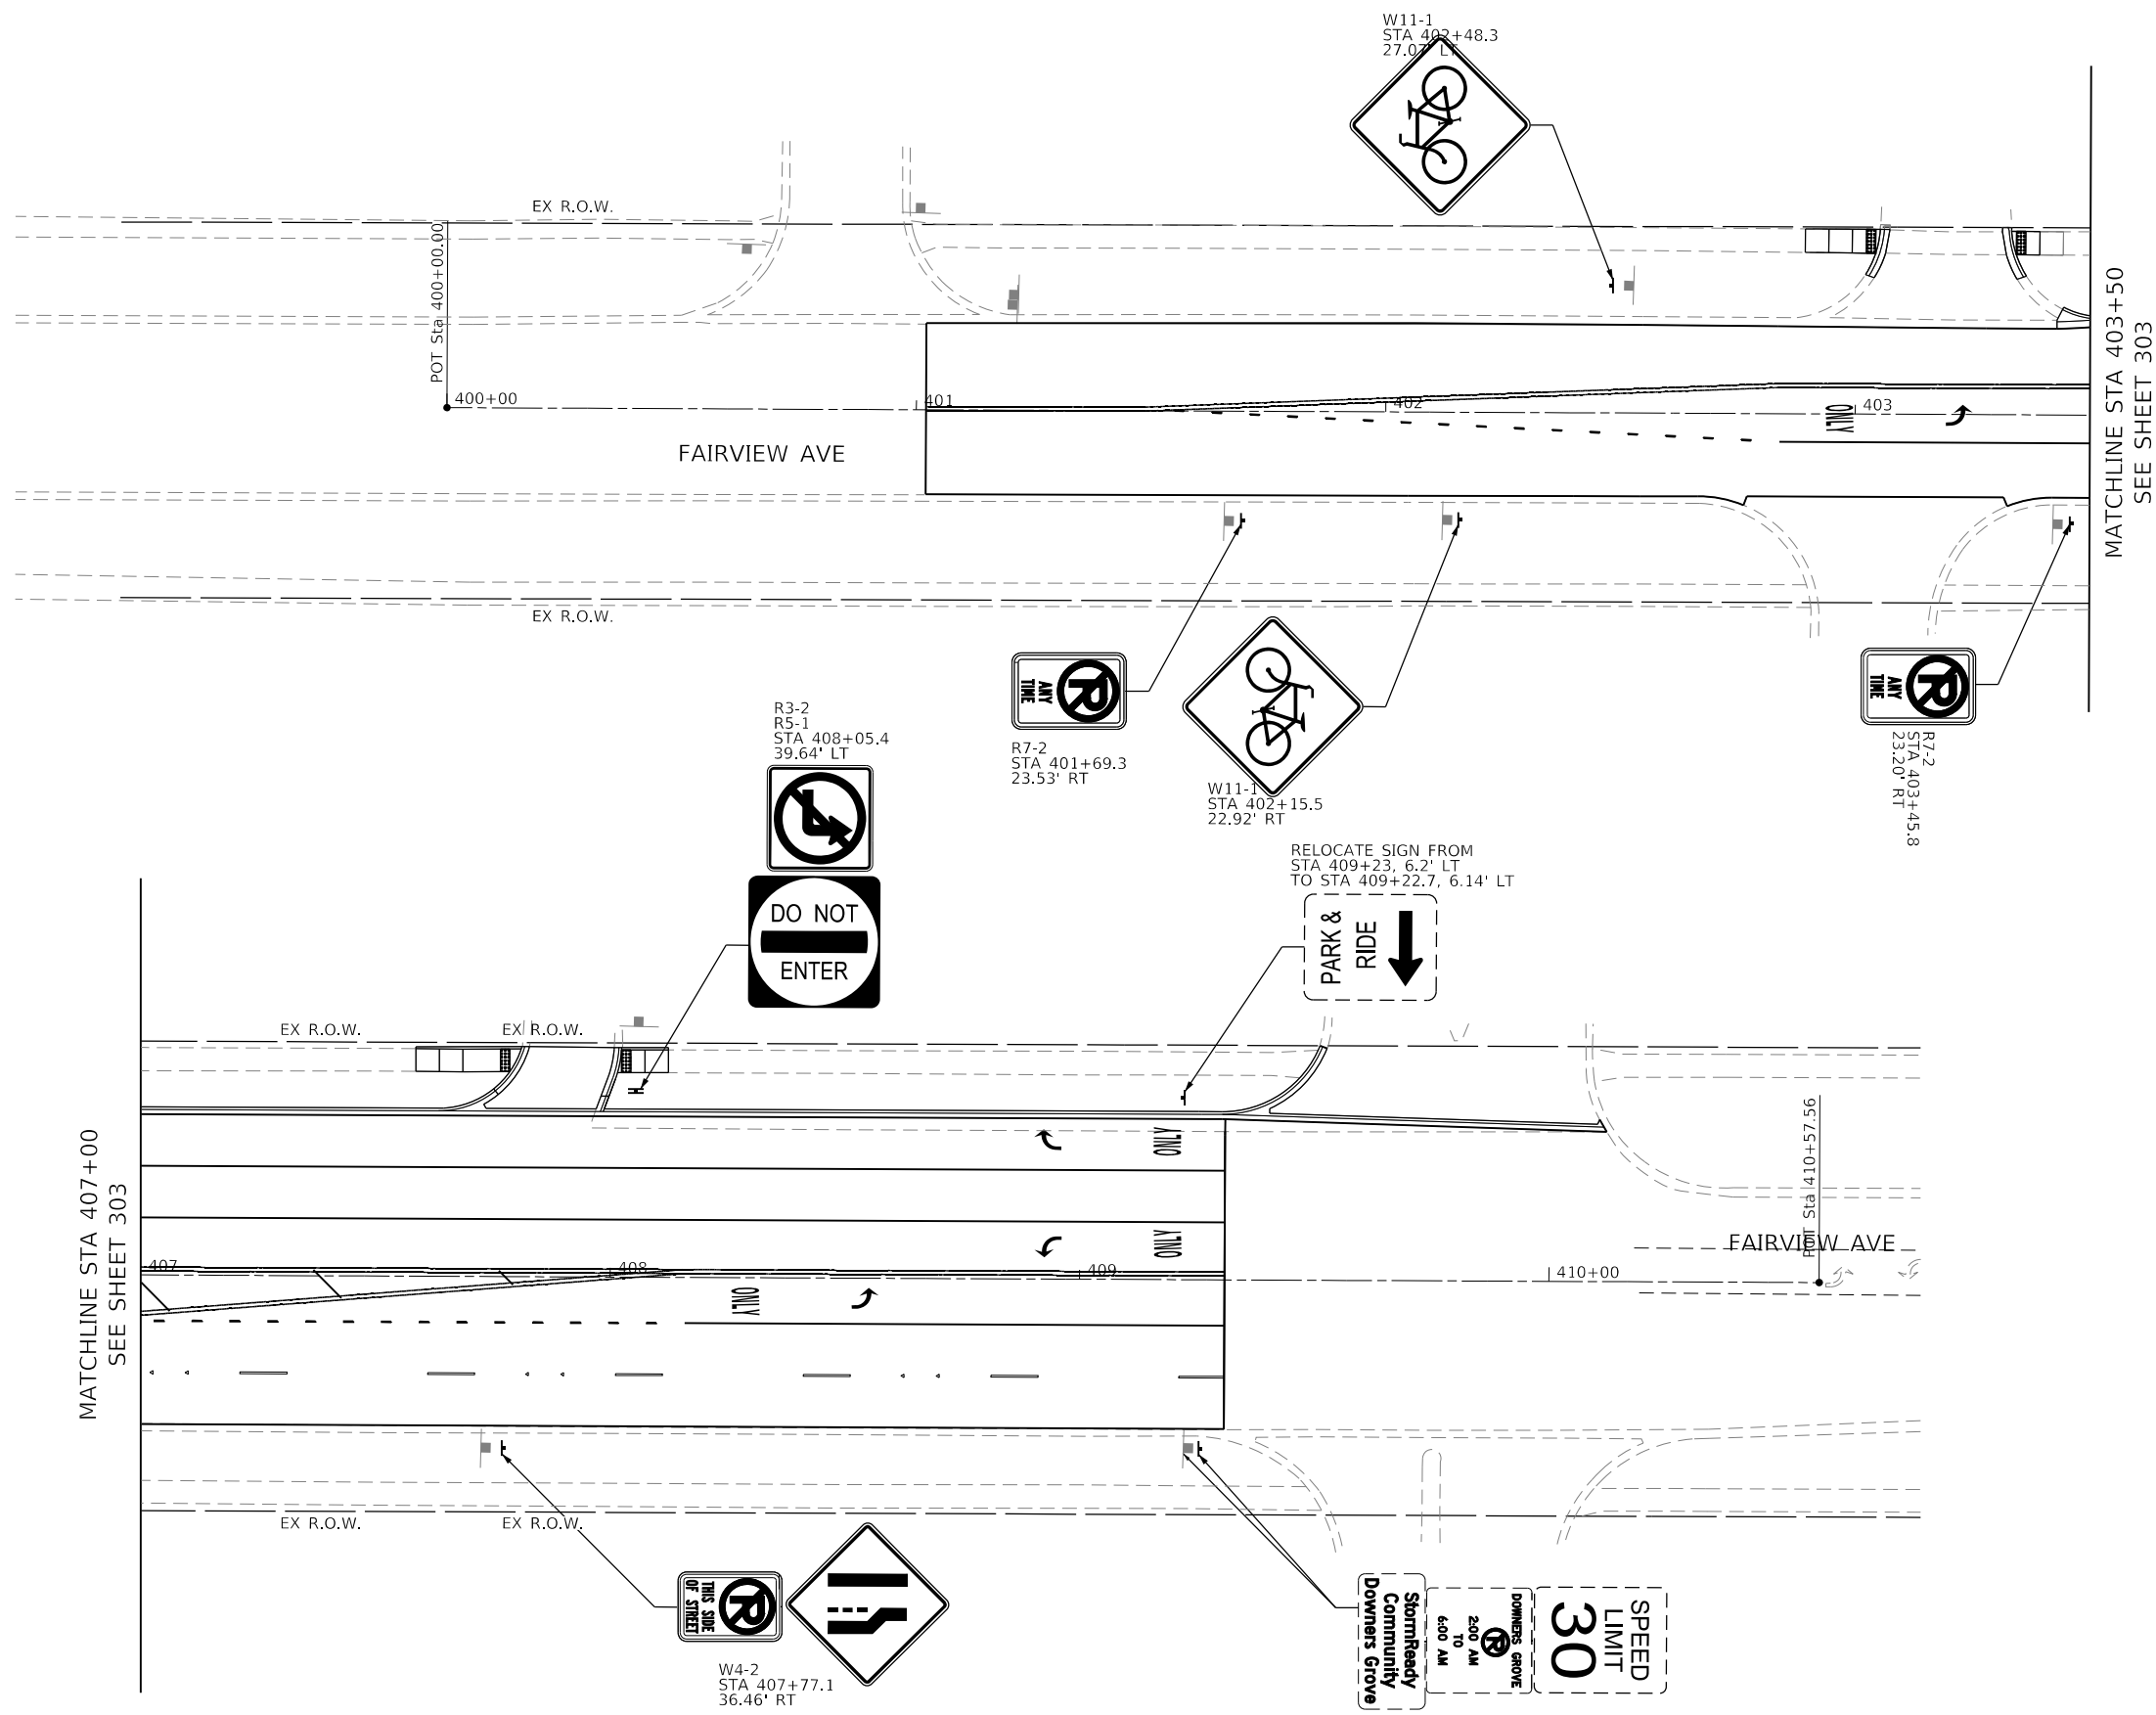 W11-1
STA 402+48.3
27.07' LT
EX R.O.W.
POT Sta 400+00.00
400+00
401
402
403
ONLY
FAIRVIEW AVE
MATCHLINE STA 403+50
SEE SHEET 303
EX R.O.W.
P
ANY
TIME
R7-2
STA 401+69.3
23.53' RT
W11-1
STA 402+15.5
22.92' RT
P
ANY
TIME
R7-2
STA 403+45.8
23.20' RT
R3-2
R5-1
STA 408+05.4
39.64' LT
DO NOT
ENTER
RELOCATE SIGN FROM
STA 409+23, 6.2' LT
TO STA 409+22.7, 6.14' LT
PARK &
RIDE
EX R.O.W.
EX R.O.W.
MATCHLINE STA 407+00
SEE SHEET 303
ONLY
ONLY
407
408
409
410+00
ONLY
POT Sta 410+57.56
FAIRVIEW AVE
EX R.O.W.
EX R.O.W.
P
THIS SIDE
OF STREET
W4-2
STA 407+77.1
36.46' RT
StormReady
Community
Downers Grove
DOWNERS GROVE
P
2:00 AM
TO
6:00 AM
SPEED
LIMIT
30